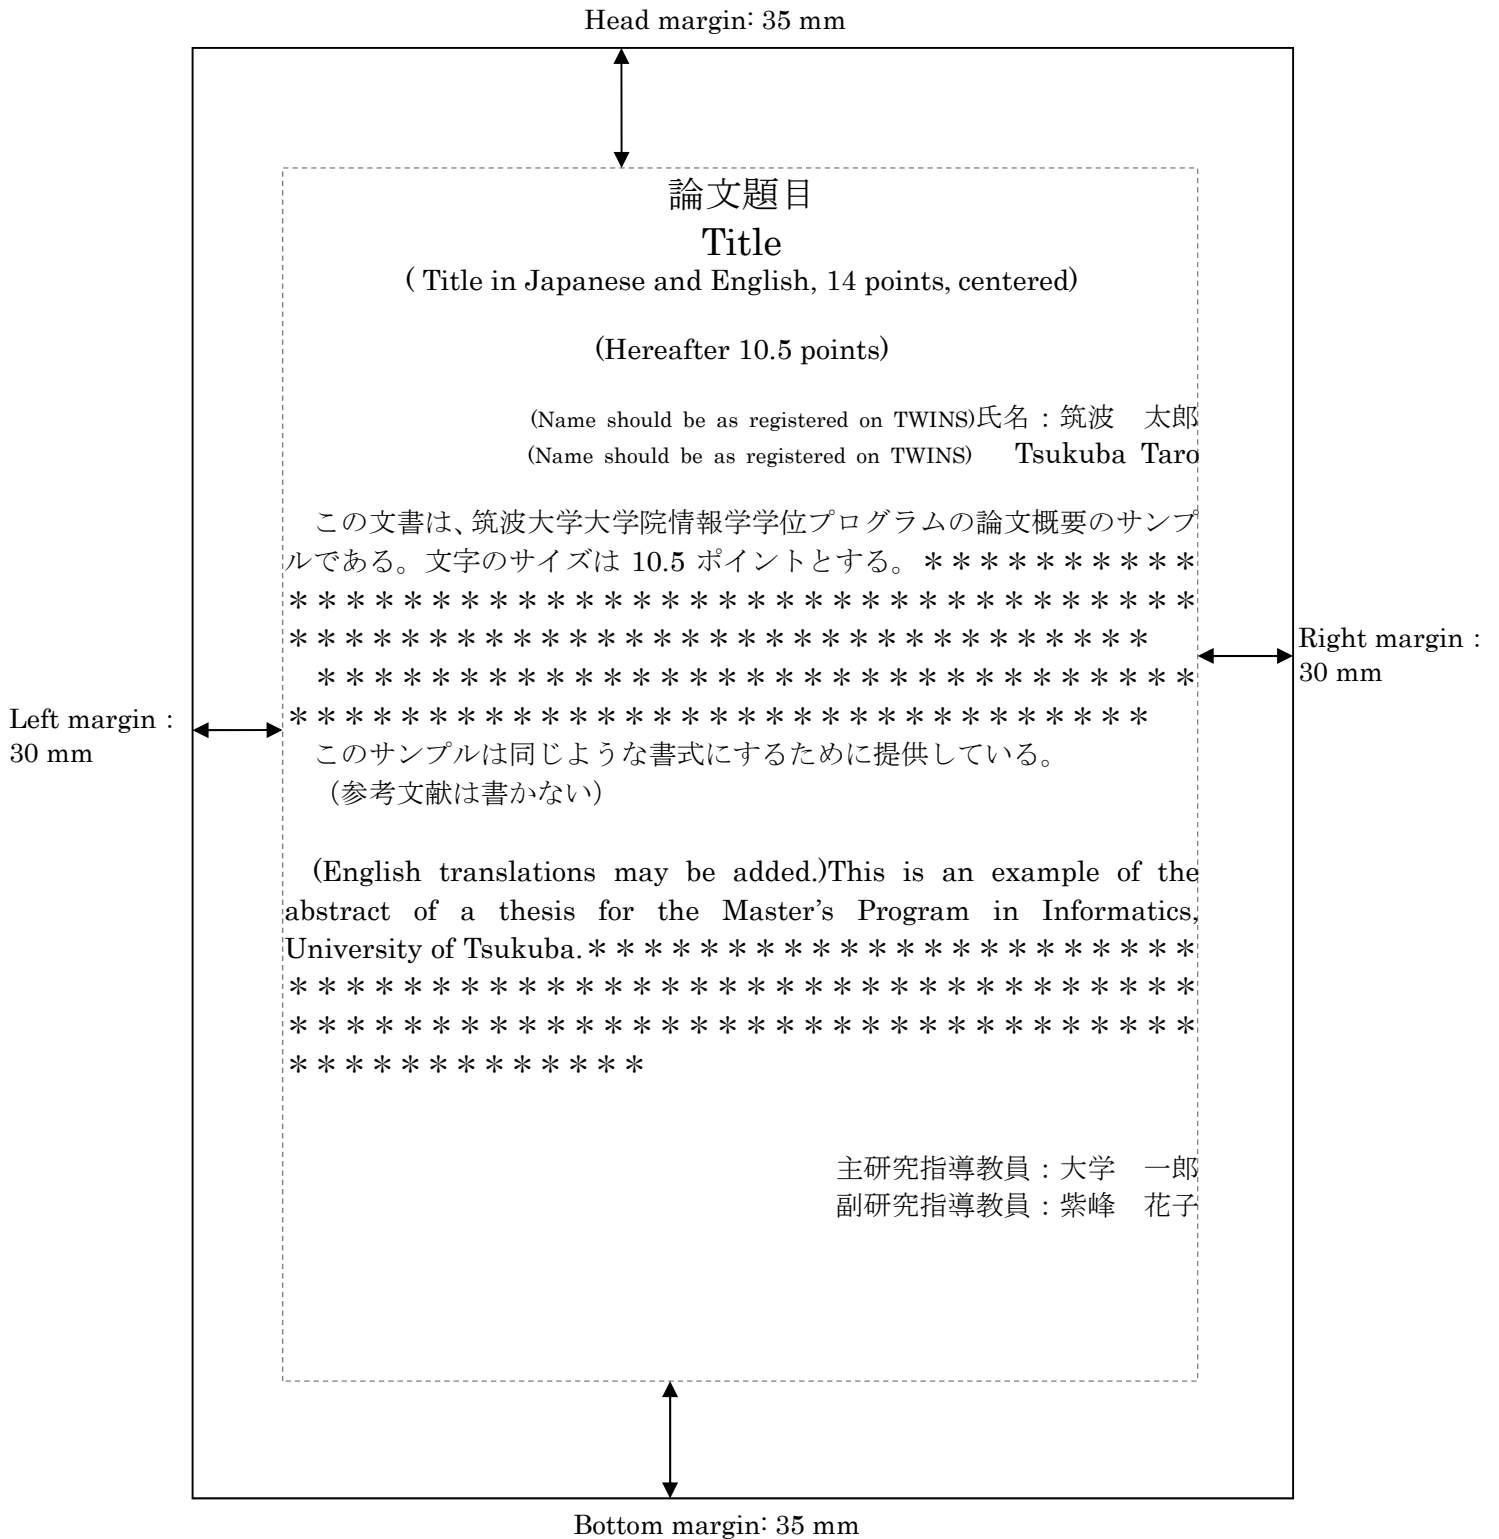 Head margin: 35 mm
論文題目
Title
( Title in Japanese and English, 14 points, centered)
(Hereafter 10.5 points)
(Name should be as registered on TWINS)氏名：筑波　太郎
(Name should be as registered on TWINS)　Tsukuba Taro
この文書は、筑波大学大学院情報学学位プログラムの論文概要のサンプ
ルである。文字のサイズは 10.5 ポイントとする。＊＊＊＊＊＊＊＊＊＊
＊＊＊＊＊＊＊＊＊＊＊＊＊＊＊＊＊＊＊＊＊＊＊＊＊＊＊＊＊＊＊＊
＊＊＊＊＊＊＊＊＊＊＊＊＊＊＊＊＊＊＊＊＊＊＊＊＊＊＊＊＊＊＊
＊＊＊＊＊＊＊＊＊＊＊＊＊＊＊＊＊＊＊＊＊＊＊＊＊＊＊＊＊＊＊
＊＊＊＊＊＊＊＊＊＊＊＊＊＊＊＊＊＊＊＊＊＊＊＊＊＊＊＊＊＊＊
このサンプルは同じような書式にするために提供している。
（参考文献は書かない）
Right margin :
30 mm
Left margin :
30 mm
(English translations may be added.)This is an example of the
abstract of a thesis for the Master’s Program in Informatics,
University of Tsukuba.＊＊＊＊＊＊＊＊＊＊＊＊＊＊＊＊＊＊＊＊＊＊
＊＊＊＊＊＊＊＊＊＊＊＊＊＊＊＊＊＊＊＊＊＊＊＊＊＊＊＊＊＊＊＊
＊＊＊＊＊＊＊＊＊＊＊＊＊＊＊＊＊＊＊＊＊＊＊＊＊＊＊＊＊＊＊＊
＊＊＊＊＊＊＊＊＊＊＊＊＊
主研究指導教員：大学　一郎
副研究指導教員：紫峰　花子
Bottom margin: 35 mm